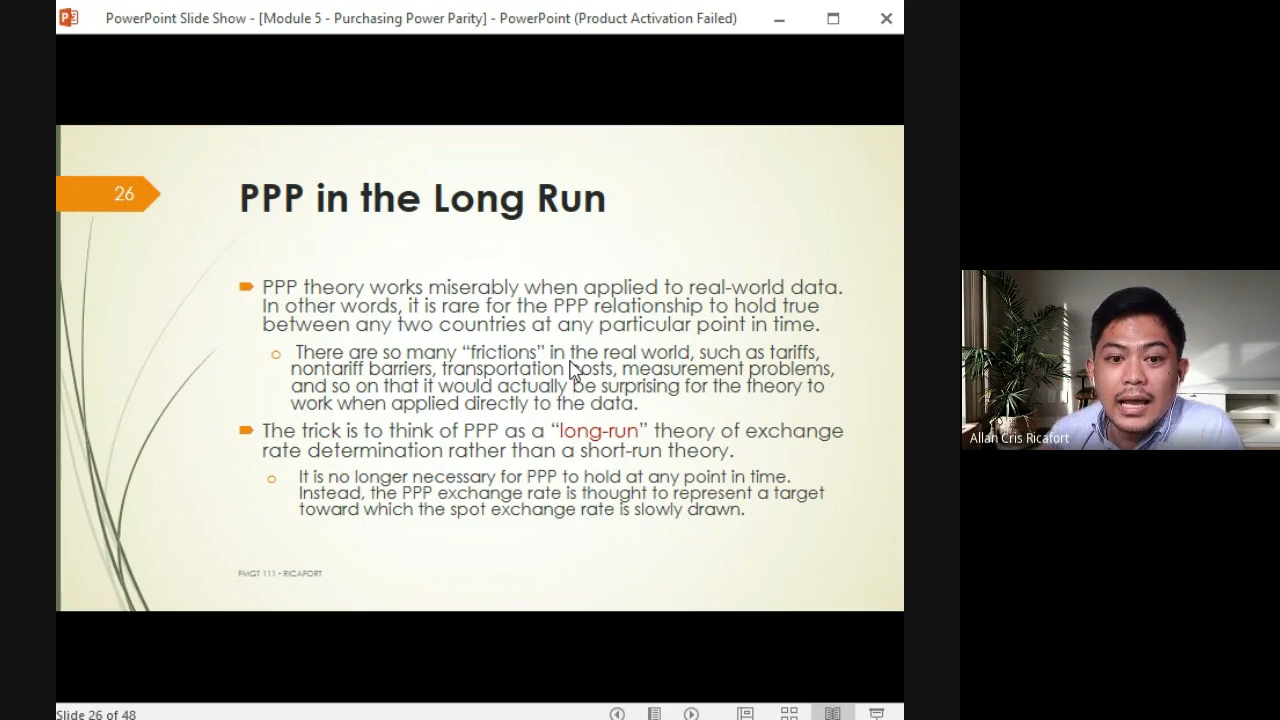 PowerPoint Slide Show - [Module 5 - Purchasing Power Parity] - PowerPoint (Product Activation Failed)
26
PPP in the Long Run
PPP theory works miserably when applied to real-world data.
In other words, it is rare for the PPP relationship to hold true
between any two countries at any particular point in time.
There are so many “frictions” in the real world, such as tariffs,
nontariff barriers, transportation costs, measurement problems,
and so on that it would actually be surprising for the theory to
work when applied directly to the data.
The trick is to think of PPP as a “long-run” theory of exchange
rate determination rather than a short-run theory.
It is no longer necessary for PPP to hold at any point in time.
Instead, the PPP exchange rate is thought to represent a target
toward which the spot exchange rate is slowly drawn.
FMGT 111 - RICAFORT
Allan Cris Ricafort
Slide 26 of 48